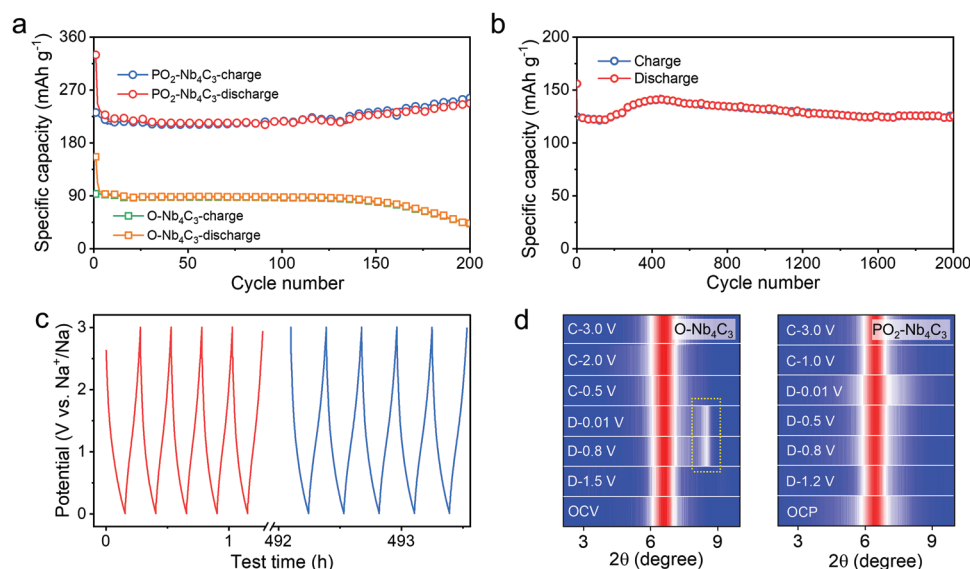 a
Specific capacity (mAh g⁻¹)
360
270
180
90
0
PO₂-Nb₄C₃-charge
PO₂-Nb₄C₃-discharge
O-Nb₄C₃-charge
O-Nb₄C₃-discharge
0 50 100 150 200
Cycle number
b
Specific capacity (mAh g⁻¹)
200
150
100
50
0
Charge
Discharge
0 400 800 1200 1600 2000
Cycle number
c
Potential (V vs. Na⁺/Na)
3
2
1
0
0 1 492 493
Test time (h)
d
O-Nb₄C₃
C-3.0 V
C-2.0 V
C-0.5 V
D-0.01 V
D-0.8 V
D-1.5 V
OCV
3 6 9
2θ (degree)
PO₂-Nb₄C₃
C-3.0 V
C-1.0 V
D-0.01 V
D-0.5 V
D-0.8 V
D-1.2 V
OCP
3 6 9
2θ (degree)